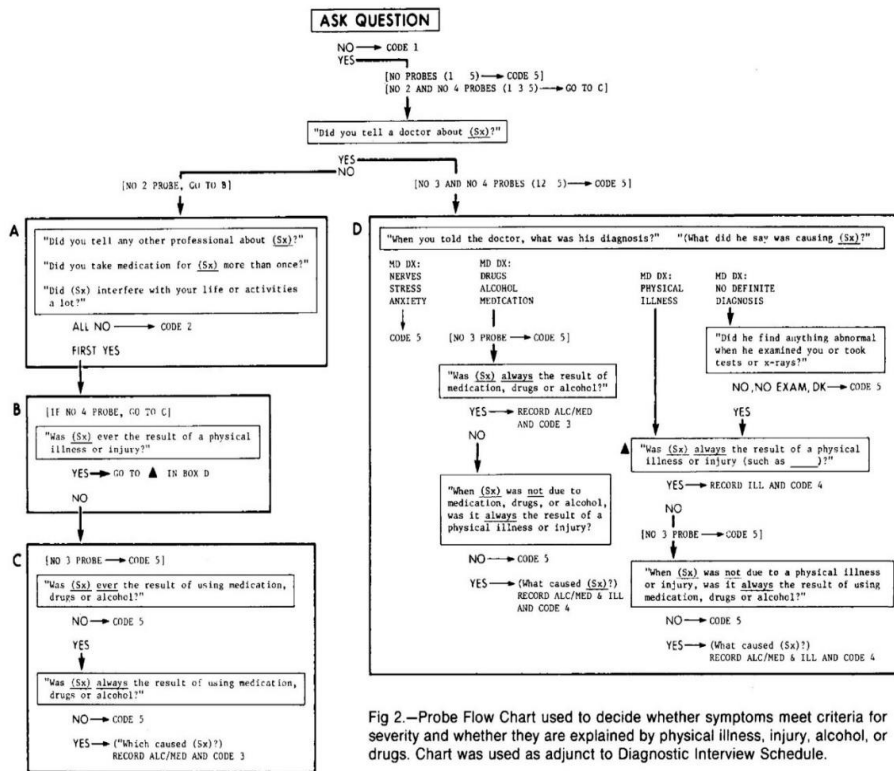 ASK QUESTION
NO → CODE 1
YES
[NO PROBES (1 5) → CODE 5]
[NO 2 AND NO 4 PROBES (1 3 5) → GO TO C]
"Did you tell a doctor about (Sx)?"
YES
NO
[NO 2 PROBE, GO TO B]
[NO 3 AND NO 4 PROBES (12 5) → CODE 5]
A
"Did you tell any other professional about (Sx)?"
"Did you take medication for (Sx) more than once?"
"Did (Sx) interfere with your life or activities
a lot?"
ALL NO → CODE 2
FIRST YES
B
[IF NO 4 PROBE, GO TO C]
"Was (Sx) ever the result of a physical
illness or injury?"
YES → GO TO ▲ IN BOX D
NO
C
[NO 3 PROBE → CODE 5]
"Was (Sx) ever the result of using medication,
drugs or alcohol?"
NO → CODE 5
YES
"Was (Sx) always the result of using medication,
drugs or alcohol?"
NO → CODE 5
YES → ("Which caused (Sx)?)
RECORD ALC/MED AND CODE 3
D
"When you told the doctor, what was his diagnosis?" "(What did he say was causing (Sx)?"
MD DX:
NERVES
STRESS
ANXIETY
CODE 5
MD DX:
DRUGS
ALCOHOL
MEDICATION
[NO 3 PROBE → CODE 5]
"Was (Sx) always the result of
medication, drugs or alcohol?"
YES → RECORD ALC/MED
AND CODE 3
NO
"When (Sx) was not due to
medication, drugs, or alcohol,
was it always the result of a
physical illness or injury?
NO → CODE 5
YES → (What caused (Sx)?)
RECORD ALC/MED & ILL
AND CODE 4
MD DX:
PHYSICAL
ILLNESS
MD DX:
NO DEFINITE
DIAGNOSIS
"Did he find anything abnormal
when he examined you or took
tests or x-rays?"
NO, NO EXAM, DK → CODE 5
YES
▲
"Was (Sx) always the result of a physical
illness or injury (such as ____)?"
YES → RECORD ILL AND CODE 4
NO
[NO 3 PROBE → CODE 5]
"When (Sx) was not due to a physical illness
or injury, was it always the result of using
medication, drugs or alcohol?"
NO → CODE 5
YES → (What caused (Sx)?)
RECORD ALC/MED & ILL AND CODE 4
Fig 2.—Probe Flow Chart used to decide whether symptoms meet criteria for
severity and whether they are explained by physical illness, injury, alcohol, or
drugs. Chart was used as adjunct to Diagnostic Interview Schedule.